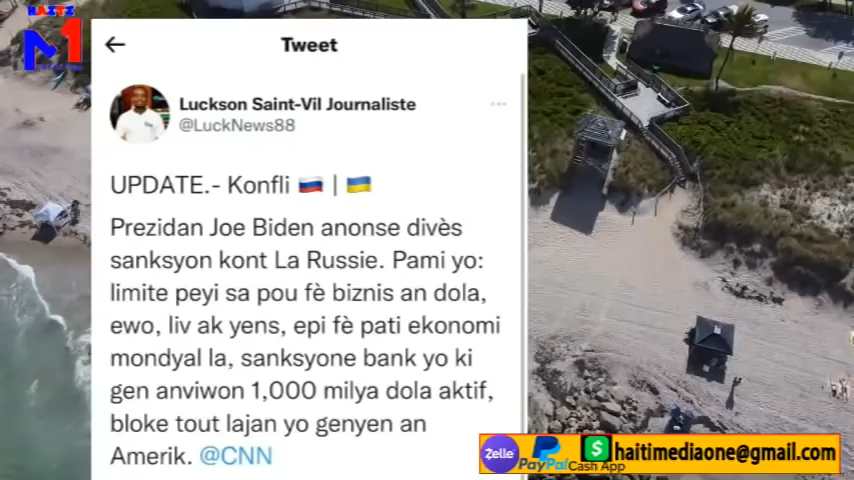 HAITI
M1
Tweet
Luckson Saint-Vil Journaliste
@LuckNews88
UPDATE.- Konfli 🇷🇺 | 🇺🇦
Prezidan Joe Biden anonse divès
sanksyon kont La Russie. Pami yo:
limite peyi sa pou fè biznis an dola,
ewo, liv ak yens, epi fè pati ekonomi
mondyal la, sanksyone bank yo ki
gen anviwon 1,000 milya dola aktif,
bloke tout lajan yo genyen an
Amerik. @CNN
Zelle
PayPal
Cash App
haitimediaone@gmail.com